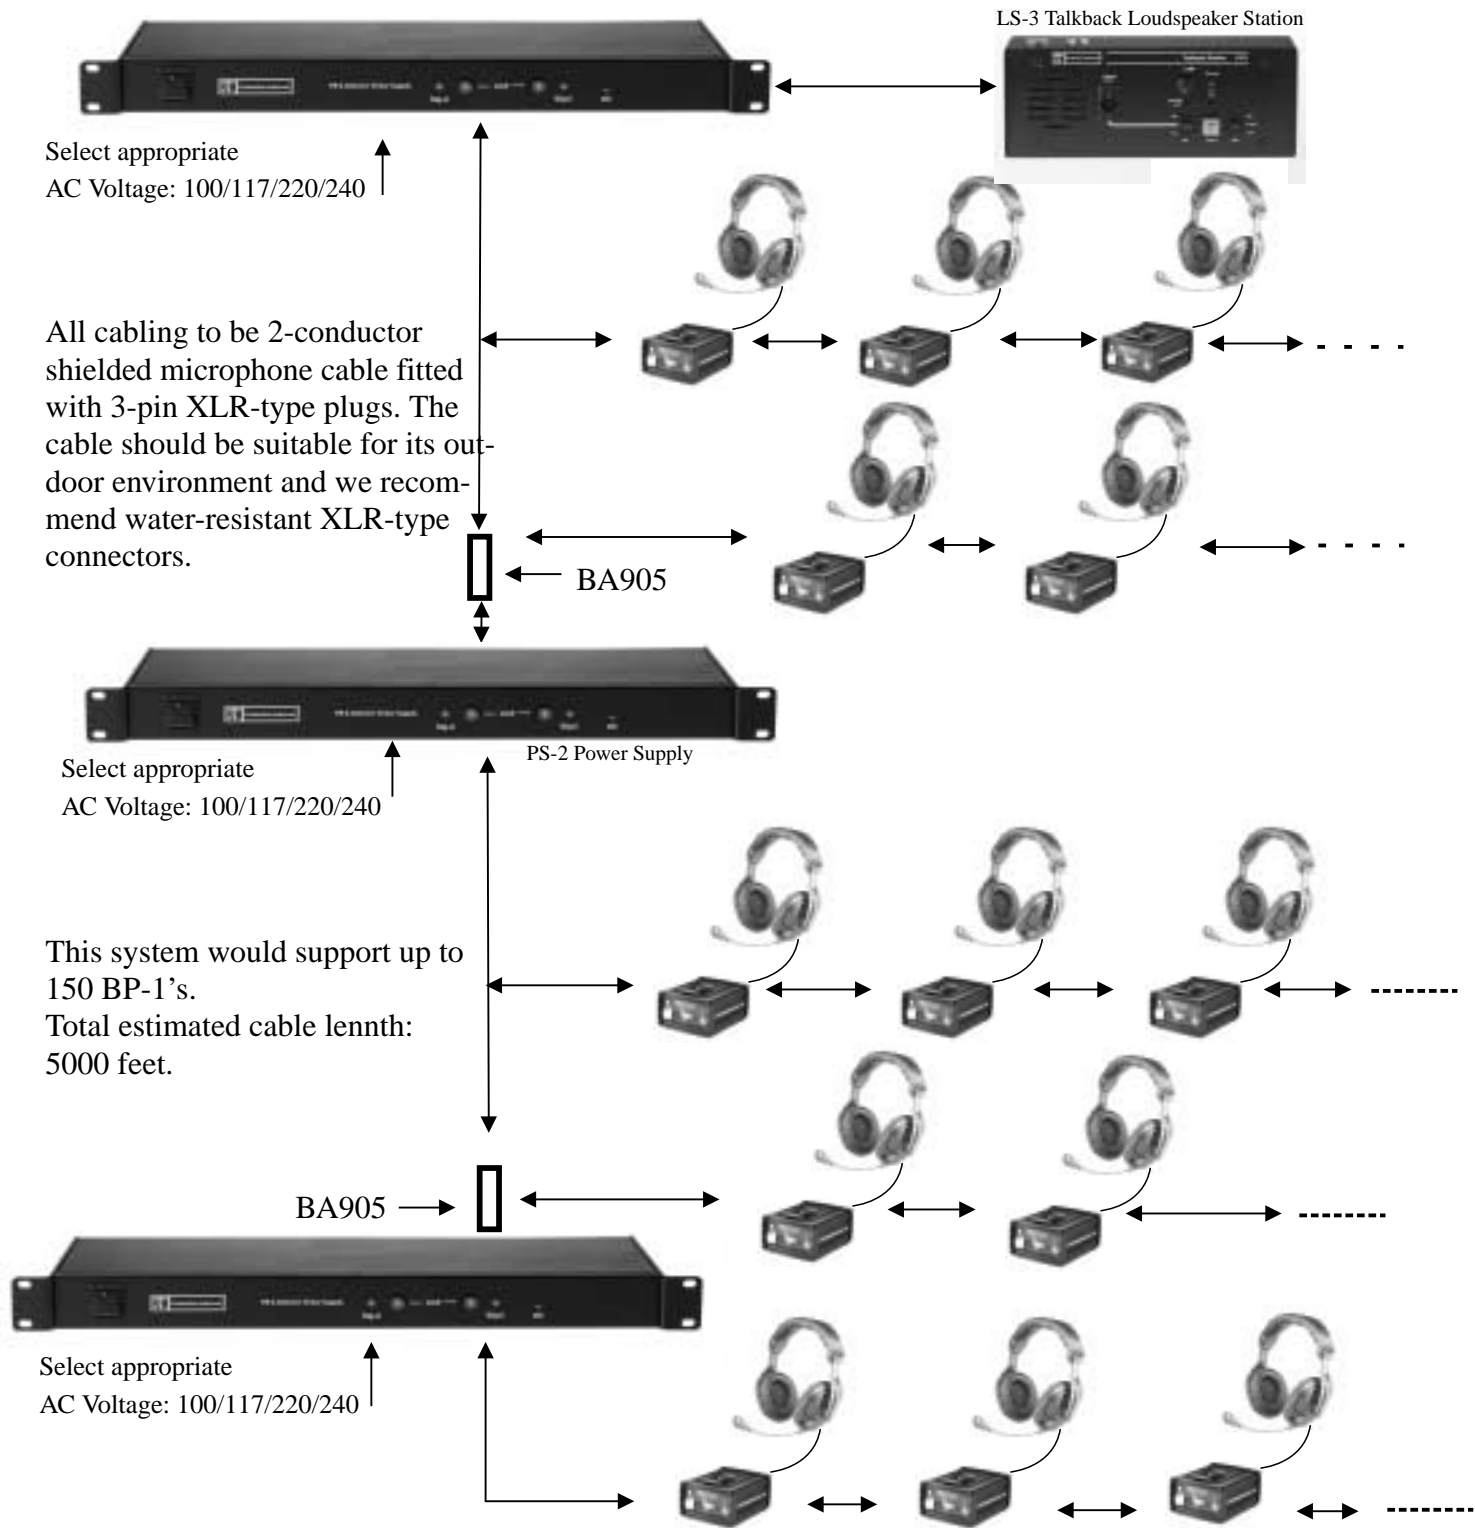 LS-3 Talkback Loudspeaker Station
Select appropriate
AC Voltage: 100/117/220/240
All cabling to be 2-conductor
shielded microphone cable fitted
with 3-pin XLR-type plugs. The
cable should be suitable for its out-
door environment and we recom-
mend water-resistant XLR-type
connectors.
BA905
PS-2 Power Supply
Select appropriate
AC Voltage: 100/117/220/240
This system would support up to
150 BP-1’s.
Total estimated cable lennth:
5000 feet.
BA905
Select appropriate
AC Voltage: 100/117/220/240